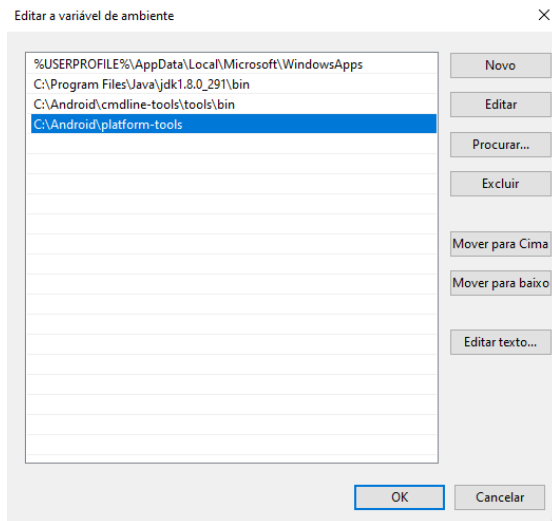 Editar a variável de ambiente
%USERPROFILE%\AppData\Local\Microsoft\WindowsApps
C:\Program Files\Java\jdk1.8.0_291\bin
C:\Android\cmdline-tools\tools\bin
C:\Android\platform-tools
Novo
Editar
Procurar...
Excluir
Mover para Cima
Mover para baixo
Editar texto...
OK
Cancelar